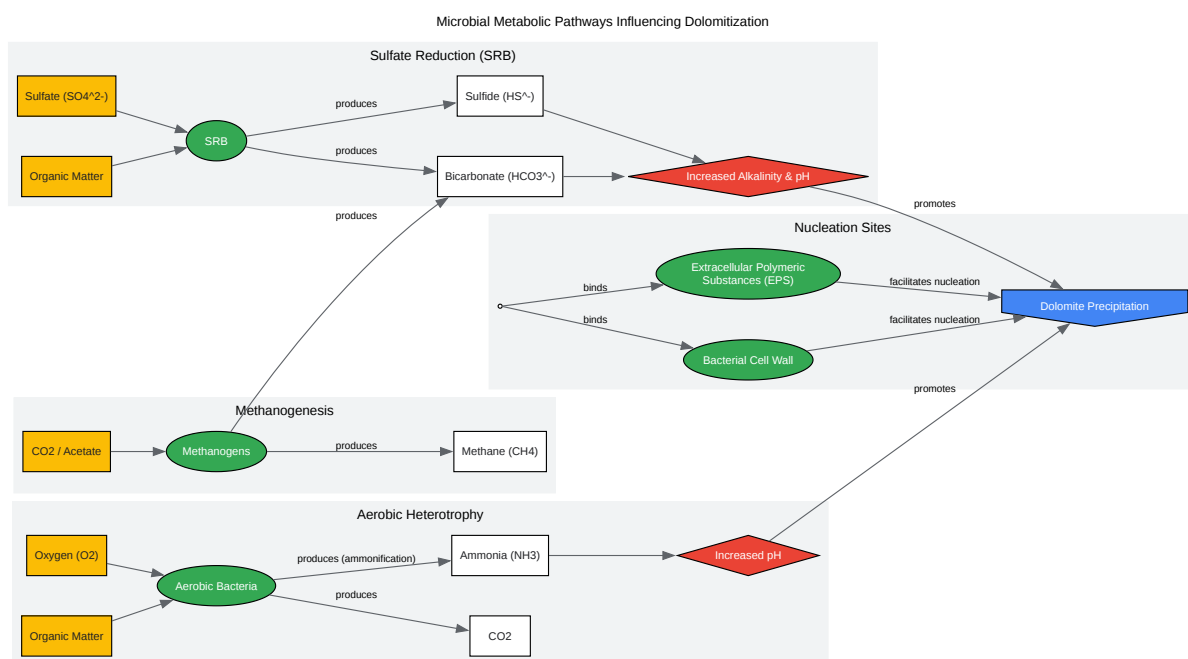 Microbial Metabolic Pathways Influencing Dolomitization
Sulfate Reduction (SRB)
Sulfate (SO4^2-)
Organic Matter
SRB
produces
produces
produces
Sulfide (HS^-)
Bicarbonate (HCO3^-)
Increased Alkalinity & pH
promotes
Nucleation Sites
binds
binds
Extracellular Polymeric
Substances (EPS)
Bacterial Cell Wall
facilitates nucleation
facilitates nucleation
Dolomite Precipitation
promotes
Methanogenesis
CO2 / Acetate
Methanogens
produces
Methane (CH4)
Aerobic Heterotrophy
Oxygen (O2)
Organic Matter
Aerobic Bacteria
produces (ammonification)
produces
Ammonia (NH3)
CO2
Increased pH